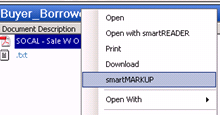 Buyer_Borrowe
Document Description
SOCAL - Sale W O
.txt
Open
Open with smartREADER
Print
Download
smartMARKUP
Open With